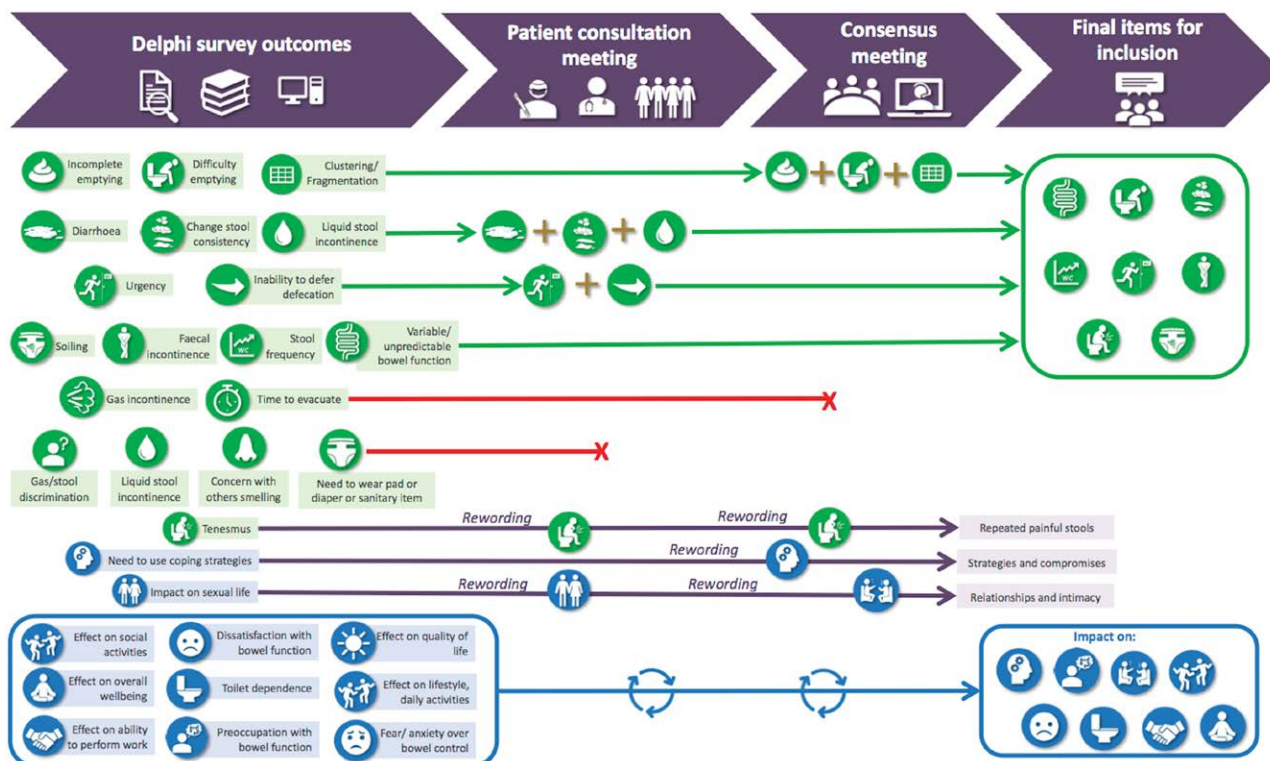 Delphi survey outcomes
Patient consultation
meeting
Consensus
meeting
Final items for
inclusion
Incomplete
emptying
Difficulty
emptying
Clustering/
Fragmentation
Diarrhoea
Change stool
consistency
Liquid stool
incontinence
Urgency
Inability to defer
defecation
Soiling
Faecal
incontinence
WC
Stool
frequency
Variable/
unpredictable
bowel function
WC
Gas incontinence
Time to evacuate
X
X
?
Gas/stool
discrimination
Liquid stool
incontinence
Concern with
others smelling
Need to wear pad or
diaper or sanitary item
Tenesmus
Rewording
Rewording
Repeated painful stools
Need to use coping strategies
Rewording
Strategies and compromises
Impact on sexual life
Rewording
Rewording
Relationships and intimacy
Effect on social
activities
Dissatisfaction with
bowel function
Effect on quality of
life
Effect on overall
wellbeing
Toilet dependence
Effect on lifestyle,
daily activities
Effect on ability
to perform work
Preoccupation with
bowel function
Fear/ anxiety over
bowel control
Impact on: